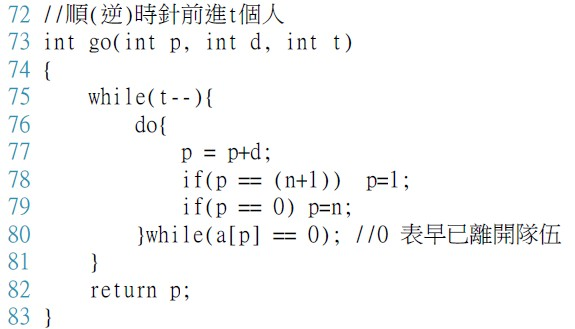 72 //順(逆)時針前進t個人
73 int go(int p, int d, int t)
74 {
75     while(t--){
76         do{
77             p = p+d;
78             if(p == (n+1))  p=1;
79             if(p == 0) p=n;
80         }while(a[p] == 0); //0 表早已離開隊伍
81     }
82     return p;
83 }